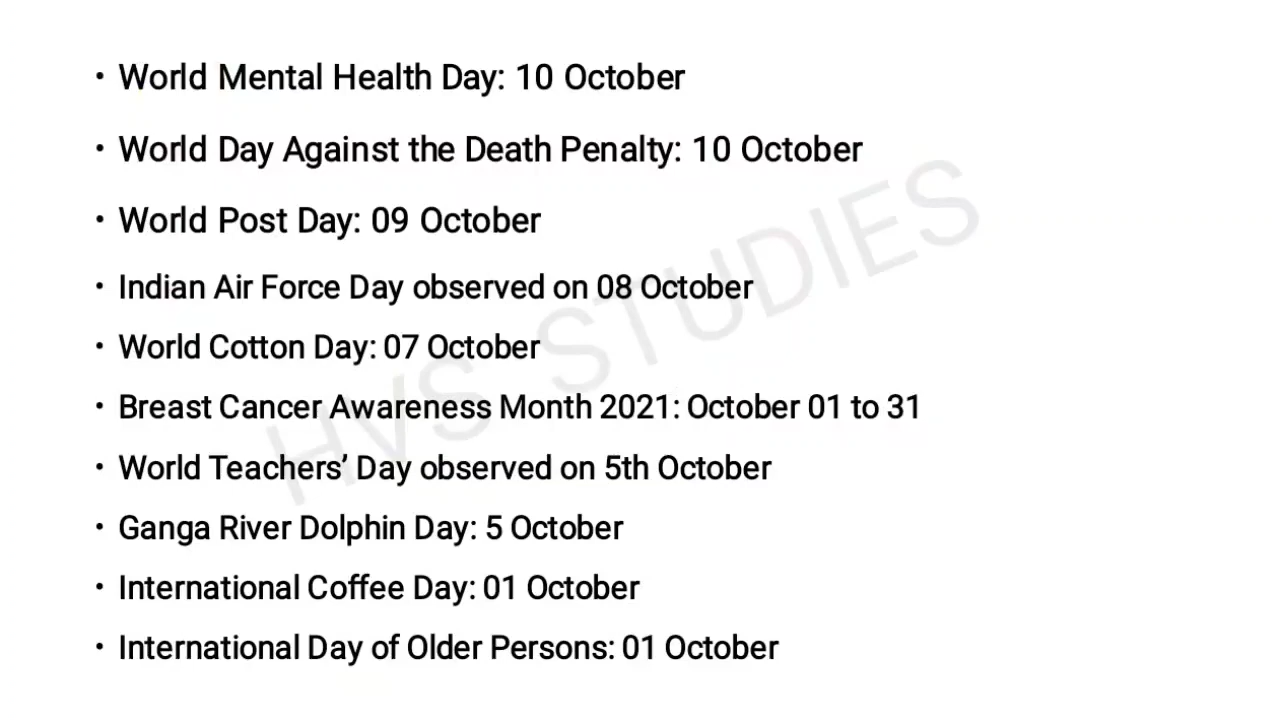 • World Mental Health Day: 10 October
• World Day Against the Death Penalty: 10 October
• World Post Day: 09 October
• Indian Air Force Day observed on 08 October
• World Cotton Day: 07 October
• Breast Cancer Awareness Month 2021: October 01 to 31
• World Teachers’ Day observed on 5th October
• Ganga River Dolphin Day: 5 October
• International Coffee Day: 01 October
• International Day of Older Persons: 01 October
HVS STUDIES